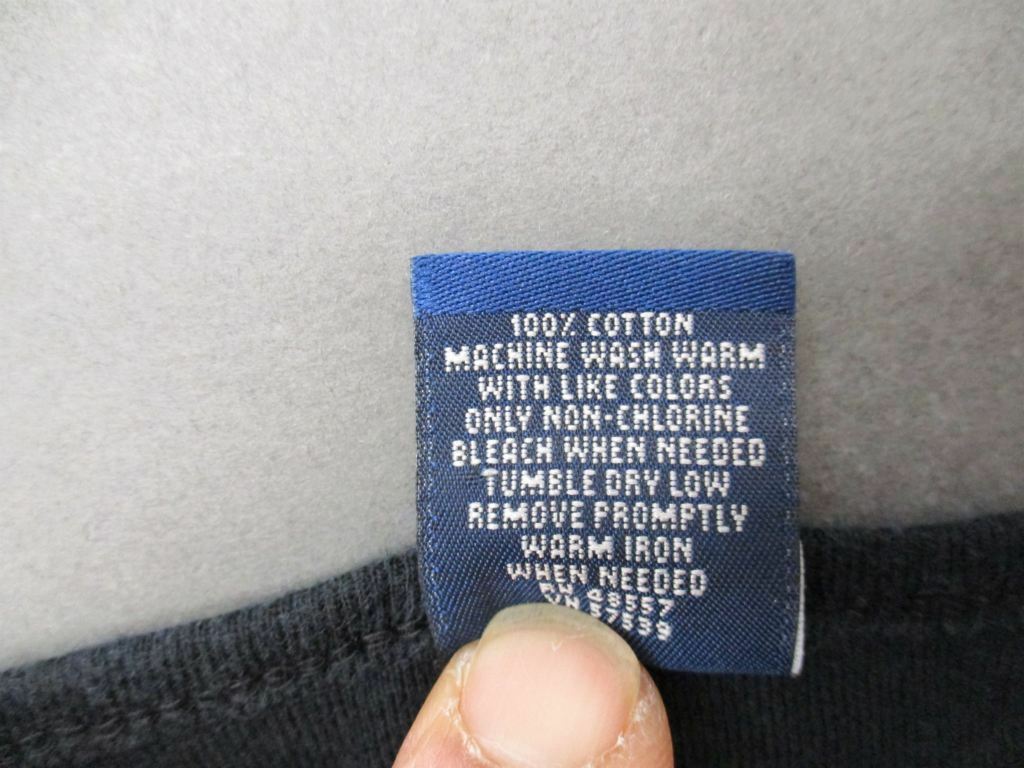 100% COTTON
MACHINE WASH WARM
WITH LIKE COLORS
ONLY NON-CHLORINE
BLEACH WHEN NEEDED
TUMBLE DRY LOW
REMOVE PROMPTLY
WARM IRON
WHEN NEEDED